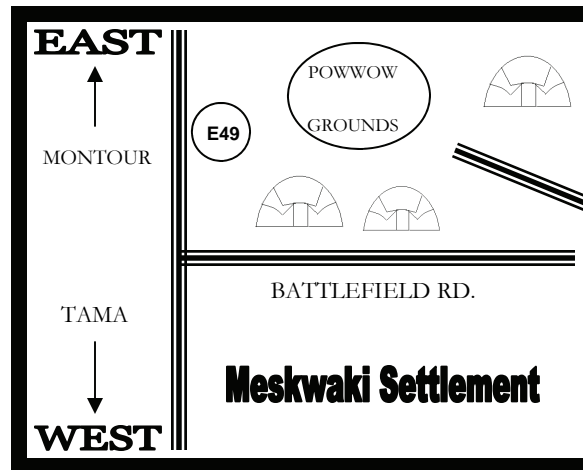 EAST
MONTOUR
TAMA
WEST
E49
POWWOW
GROUNDS
BATTLEFIELD RD.
Meskwaki Settlement